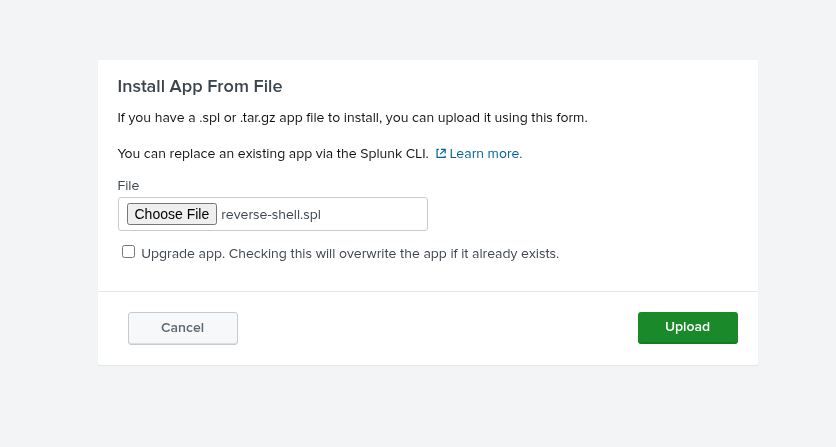 Install App From File
If you have a .spl or .tar.gz app file to install, you can upload it using this form.
You can replace an existing app via the Splunk CLI. Learn more.
File
Choose File reverse-shell.spl
Upgrade app. Checking this will overwrite the app if it already exists.
Cancel Upload